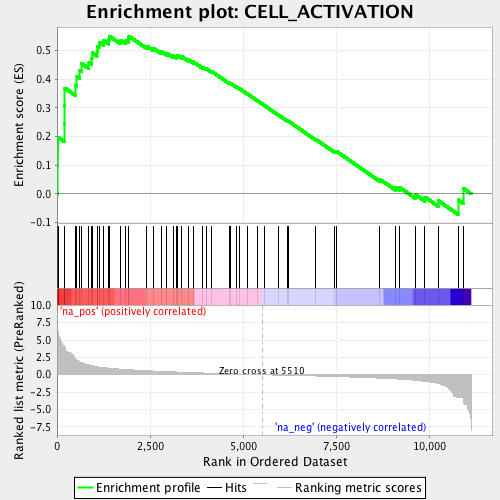 Enrichment plot: CELL_ACTIVATION
Enrichment score (ES)
0.5
0.4
0.3
0.2
0.1
0.0
-0.1
'na_pos' (positively correlated)
Ranked list metric (PreRanked)
10.0
7.5
5.0
2.5
0.0
-2.5
-5.0
-7.5
Zero cross at 5510
'na_neg' (negatively correlated)
0 2,500 5,000 7,500 10,000
Rank in Ordered Dataset
Enrichment profile Hits Ranking metric scores